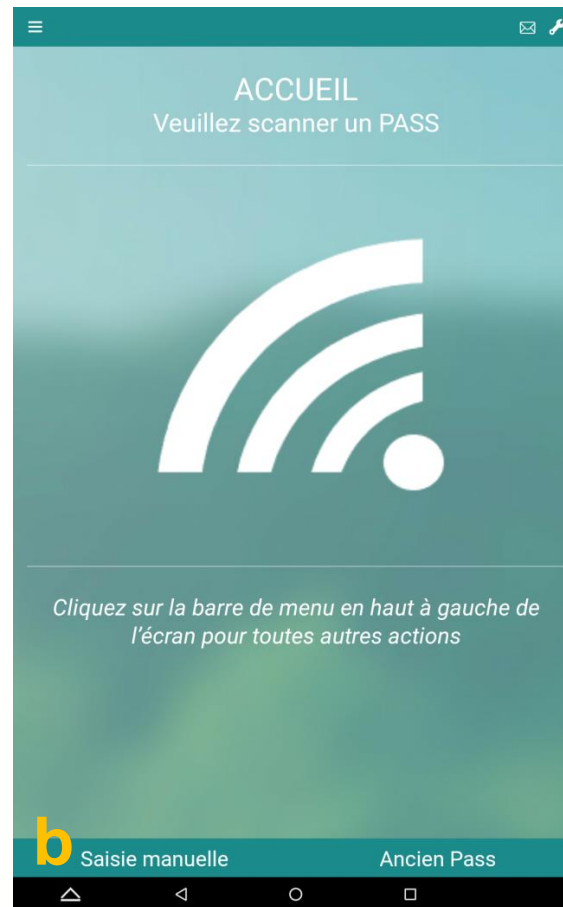 ACCUEIL
Veuillez scanner un PASS
Cliquez sur la barre de menu en haut à gauche de
l'écran pour toutes autres actions
b
Saisie manuelle
Ancien Pass